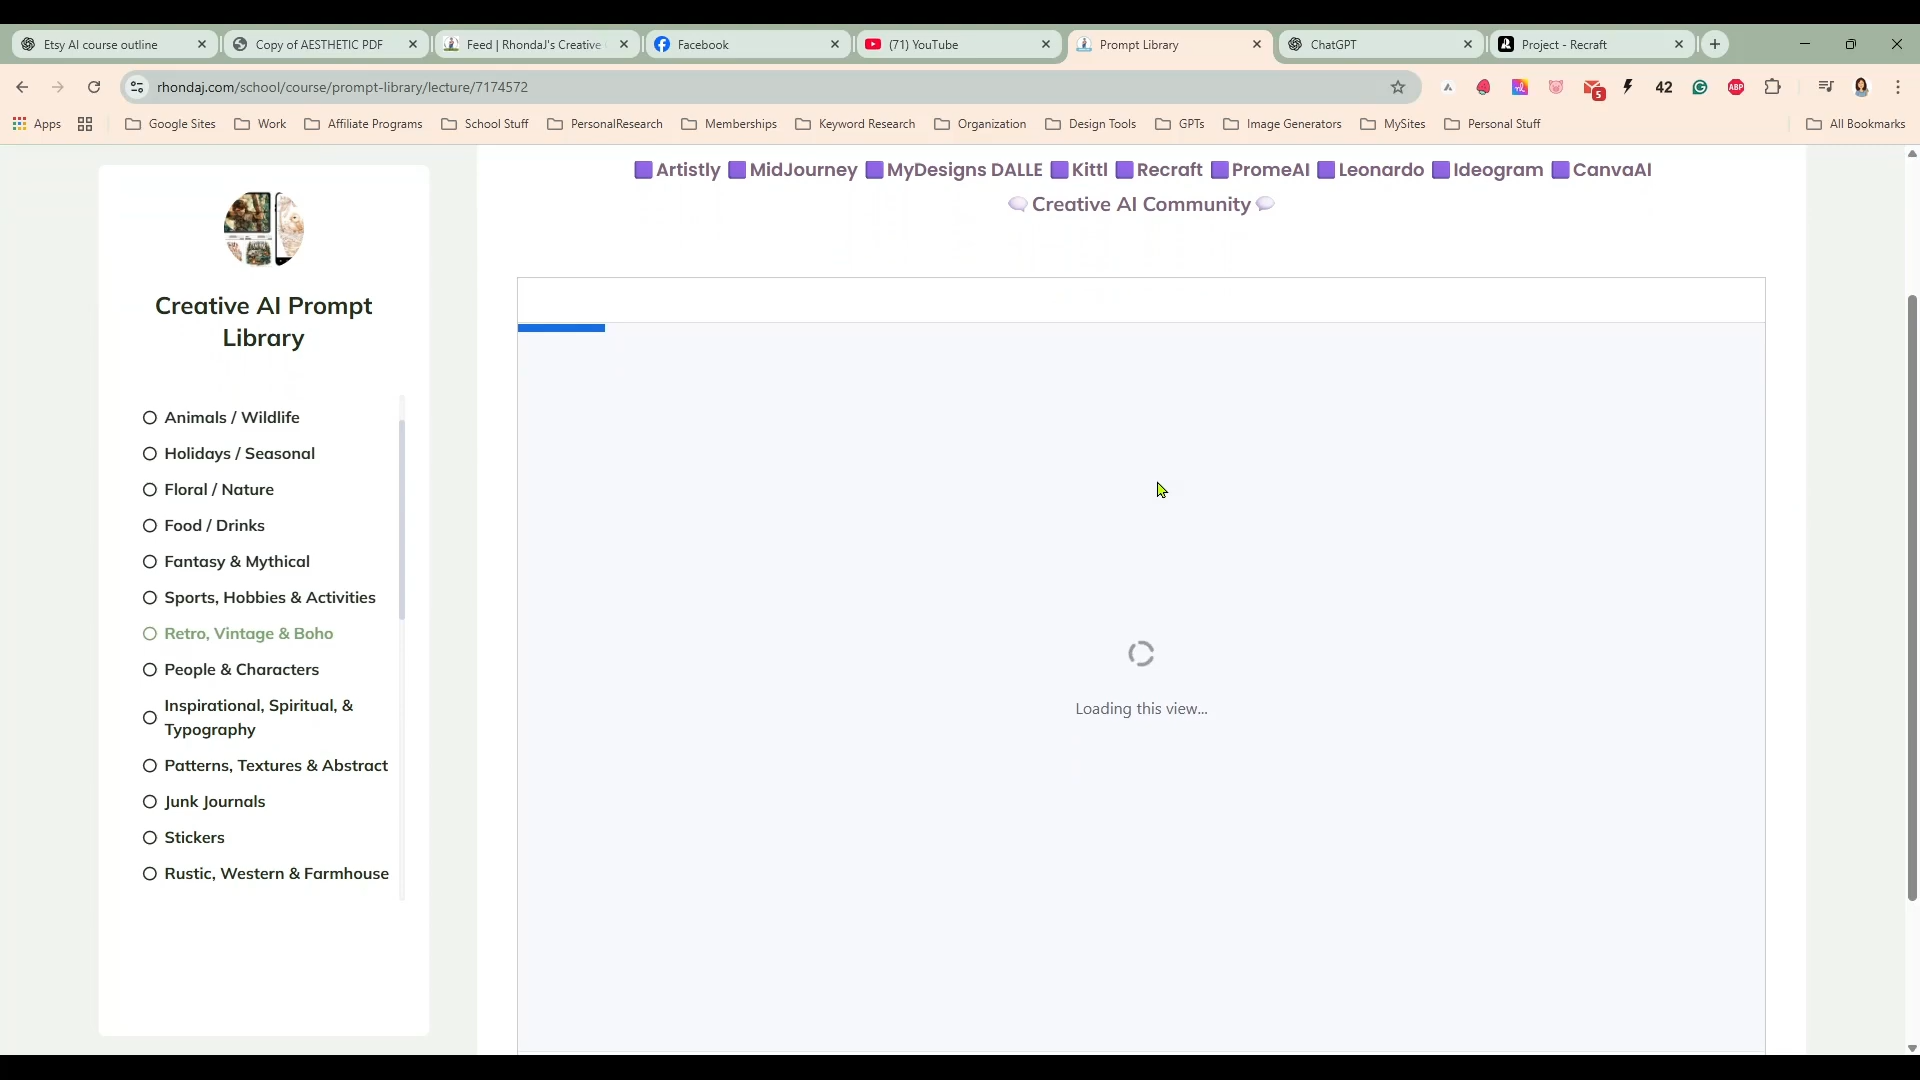 Etsy AI course outline
Copy of AESTHETIC PDF
Feed | RhondaJ's Creative
Facebook
(71) YouTube
Prompt Library
ChatGPT
Project - Recraft
rhondaj.com/school/course/prompt-library/lecture/7174572
5
42
ABP
Apps
Google Sites
Work
Affiliate Programs
School Stuff
PersonalResearch
Memberships
Keyword Research
Organization
Design Tools
GPTs
Image Generators
MySites
Personal Stuff
All Bookmarks
Artistly MidJourney MyDesigns DALLE Kittl Recraft PromeAI Leonardo Ideogram CanvaAI
Creative AI Community
Creative AI Prompt
Library
Animals / Wildlife
Holidays / Seasonal
Floral / Nature
Food / Drinks
Fantasy & Mythical
Sports, Hobbies & Activities
Retro, Vintage & Boho
People & Characters
Inspirational, Spiritual, &
Typography
Patterns, Textures & Abstract
Junk Journals
Stickers
Rustic, Western & Farmhouse
Loading this view...